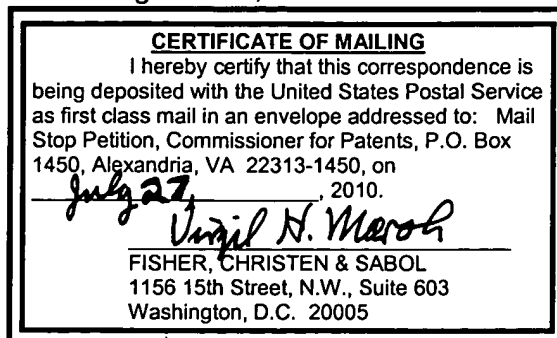 CERTIFICATE OF MAILING
I hereby certify that this correspondence is
being deposited with the United States Postal Service
as first class mail in an envelope addressed to: Mail
Stop Petition, Commissioner for Patents, P.O. Box
1450, Alexandria, VA 22313-1450, on
July 27, , 2010.
Virgil H. Marsh
FISHER, CHRISTEN & SABOL
1156 15th Street, N.W., Suite 603
Washington, D.C. 20005